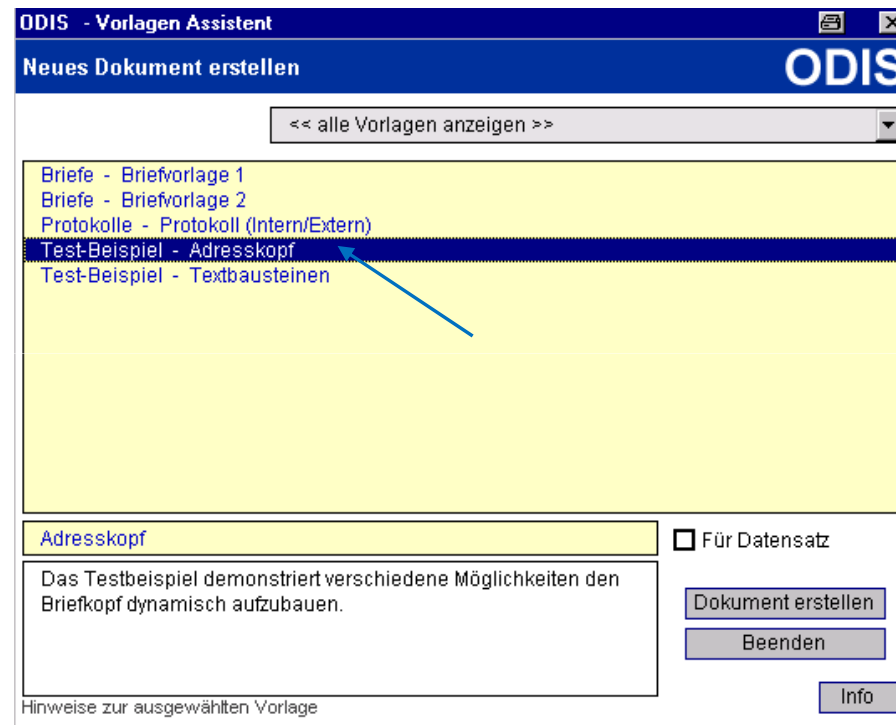 ODIS - Vorlagen Assistent
Neues Dokument erstellen
ODIS
<< alle Vorlagen anzeigen >>
Briefe - Briefvorlage 1
Briefe - Briefvorlage 2
Protokolle - Protokoll (Intern/Extern)
Test-Beispiel - Adresskopf
Test-Beispiel - Textbausteinen
Adresskopf
Für Datensatz
Das Testbeispiel demonstriert verschiedene Möglichkeiten den
Briefkopf dynamisch aufzubauen.
Dokument erstellen
Beenden
Info
Hinweise zur ausgewählten Vorlage